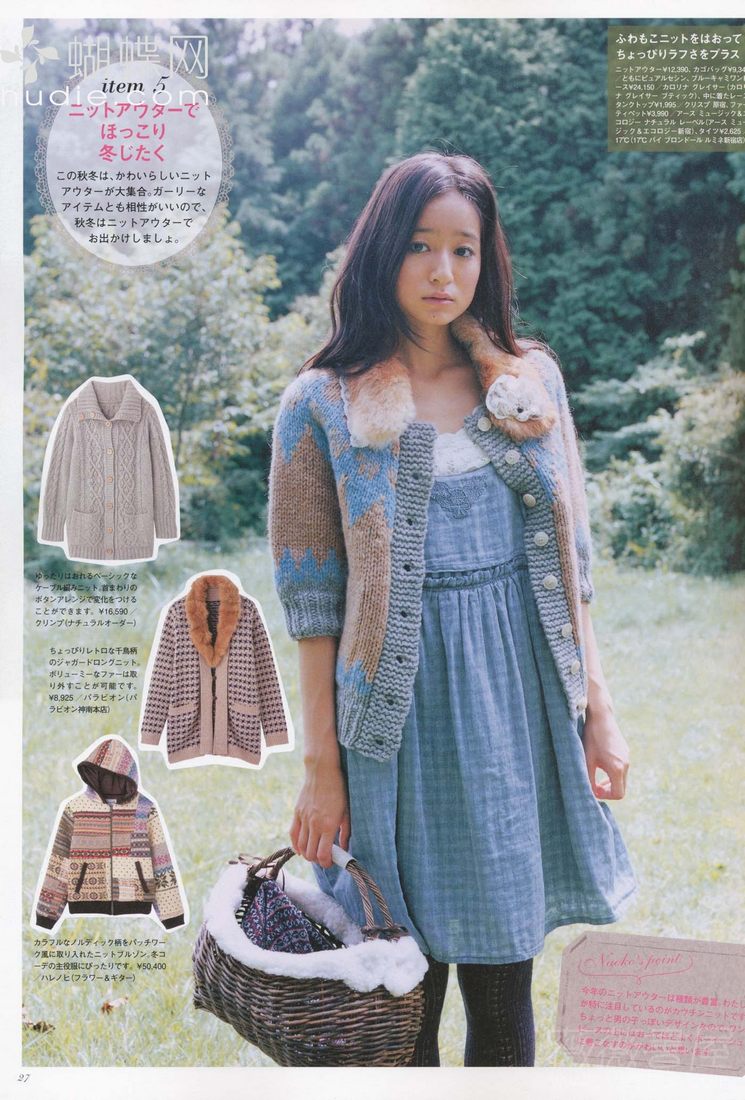 蝴蝶网
hudie.com
item 5
ニットアウターで
ほっこり
冬じたく
この秋冬は、かわいらしいニット
アウターが大集合。ガーリーな
アイテムとも相性がいいので、
秋冬はニットアウターで
お出かけしましょ。
ふわもこニットをはおって
ちょっぴりラフさをプラス
ニットアウター¥12,390、カゴバッグ¥9,34
/ともにピュアルセシン、ブルーキャミワン
ース¥24,150/カロリナ グレイサー(カロリ
ナ グレイサー ブティック)、中に着たレー
タンクトップ¥1,995/クリスプ 原宿、ファ
ティペット¥3,990/アース ミュージック&エ
コロジー ナチュラル レーベル(アース ミュ
ジック&エコロジー新宿)、タイツ¥2,625/
17℃(17℃ バイ ブロンドール ルミネ新宿店)
ゆったりはおれるベーシックな
ケーブル編みニット。首まわりの
ボタンアレンジで変化をつける
ことができます。¥16,590/
クリンプ(ナチュラルオーダー)
ちょっぴりレトロな千鳥柄
のジャガードロングニット。
ボリューミーなファーは取
り外すことが可能です。
¥8,925/パラビオン(パ
ラビオン神南本店)
カラフルなノルディック柄をパッチワー
ク風に取り入れたニットブルゾン。冬コ
ーデの主役服にぴったりです。¥50,400
/ハレノヒ(フラワー&ギター)
Naoko's point
今年のニットアウターは種類が豊富。わたし
が特に注目しているのがカウチンニットです
ちょっと男の子っぽいデザインなので、ワン
27